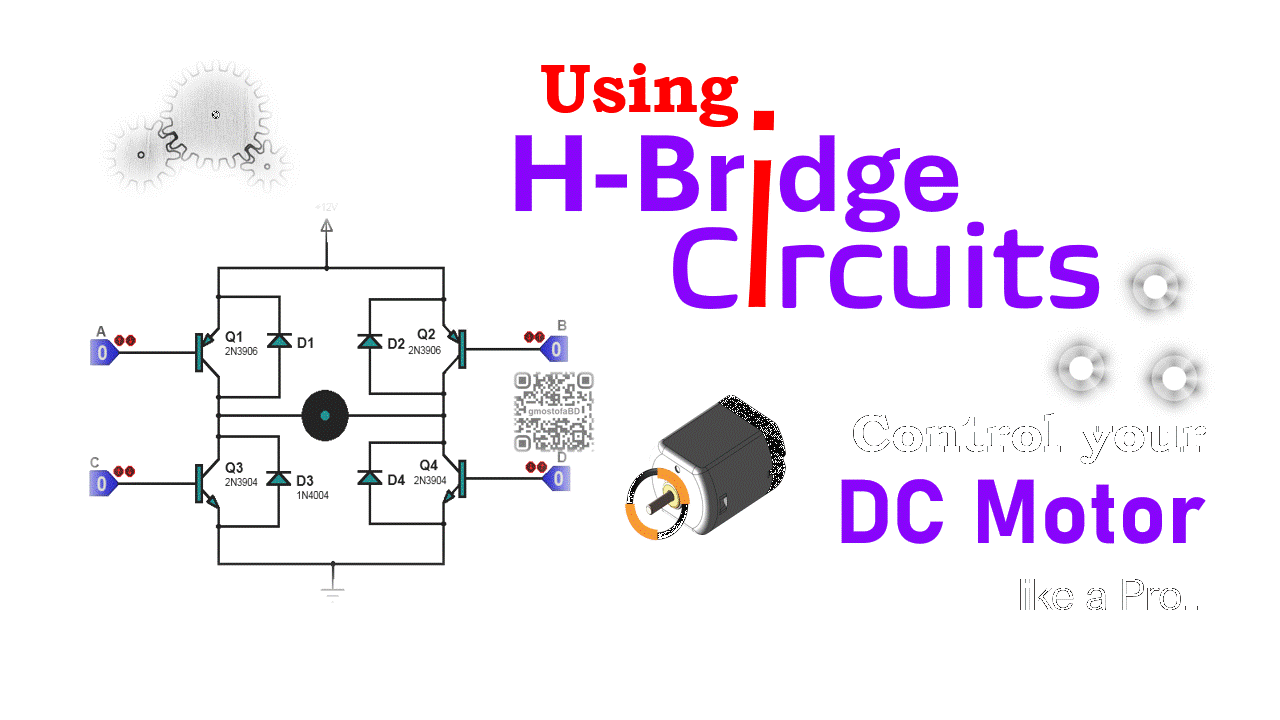 Using
H-Bridge
Circuits
+12V
A
0
Q1
2N3906
D1
D2
Q2
2N3906
B
0
gmostofaBD
C
0
Q3
2N3904
D3
1N4004
D4
Q4
2N3904
D
0
Control your
DC Motor
like a Pro..